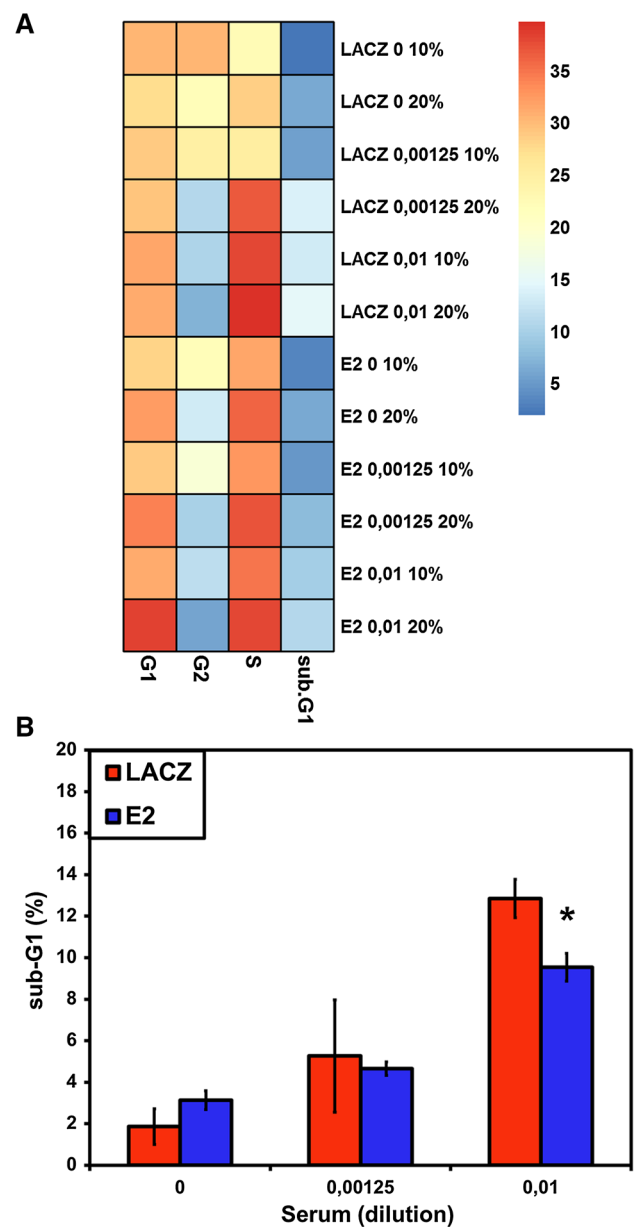 A
LACZ 0 10%
LACZ 0 20%
LACZ 0,00125 10%
LACZ 0,00125 20%
LACZ 0,01 10%
LACZ 0,01 20%
E2 0 10%
E2 0 20%
E2 0,00125 10%
E2 0,00125 20%
E2 0,01 10%
E2 0,01 20%
35
30
25
20
15
10
5
G1
G2
S
sub.G1
B
20
18
16
14
12
10
8
6
4
2
0
sub-G1 (%)
LACZ
E2
*
0
0,00125
0,01
Serum (dilution)